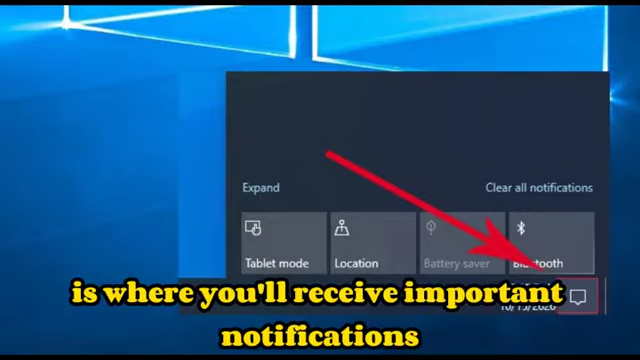 Expand Clear all notifications
Tablet mode Location Battery saver Bluetooth
is where you'll receive important
notifications